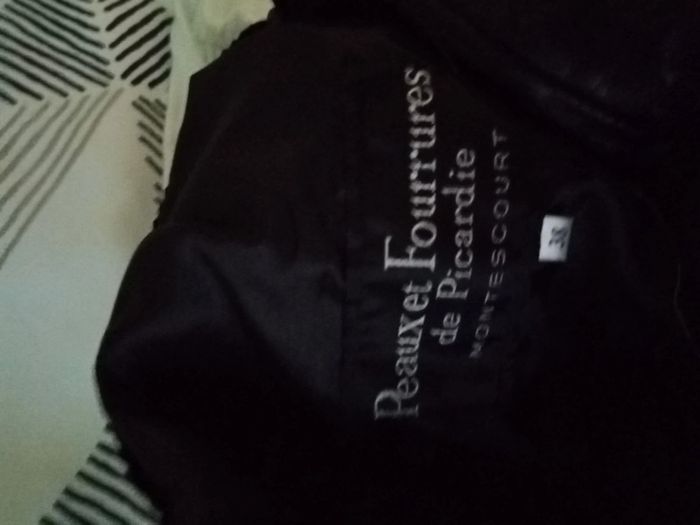 Peaux et Fourrures
de Picardie
MONTESCOURT
38